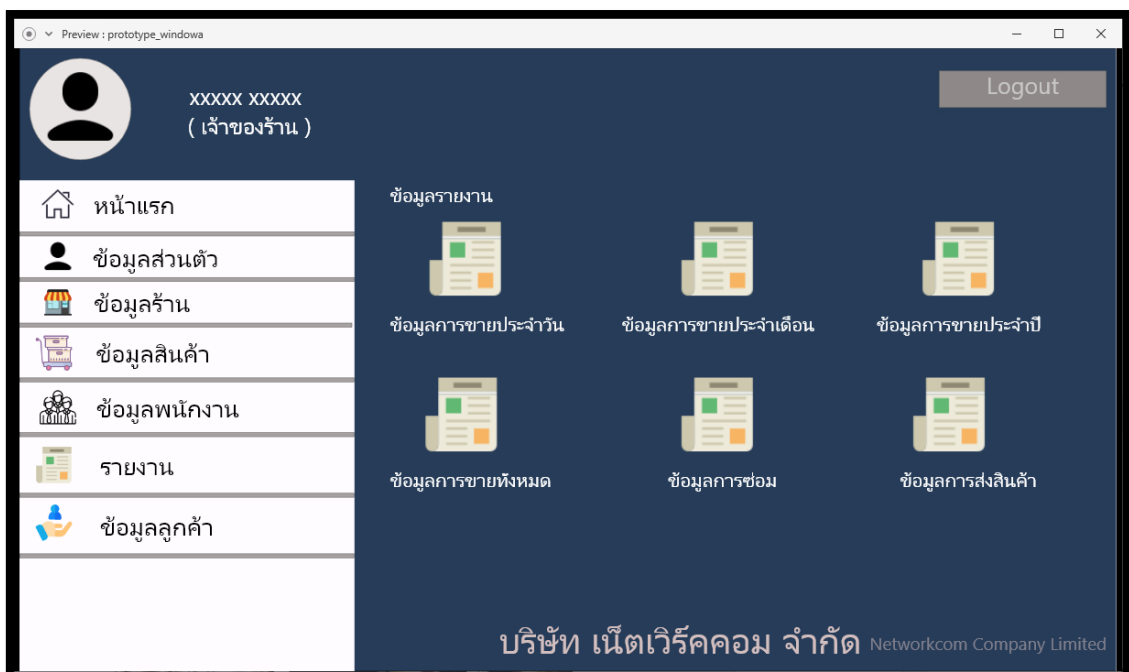 Preview : prototype_windowa
Logout
xxxxx xxxxx
( เจ้าของร้าน )
หน้าแรก
ข้อมูลส่วนตัว
ข้อมูลร้าน
ข้อมูลสินค้า
ข้อมูลพนักงาน
รายงาน
ข้อมูลลูกค้า
ข้อมูลรายงาน
ข้อมูลการขายประจำวัน ข้อมูลการขายประจำเดือน ข้อมูลการขายประจำปี
ข้อมูลการขายทั้งหมด ข้อมูลการซ่อม ข้อมูลการส่งสินค้า
บริษัท เน็ตเวิร์คคอม จำกัด Networkcom Company Limited